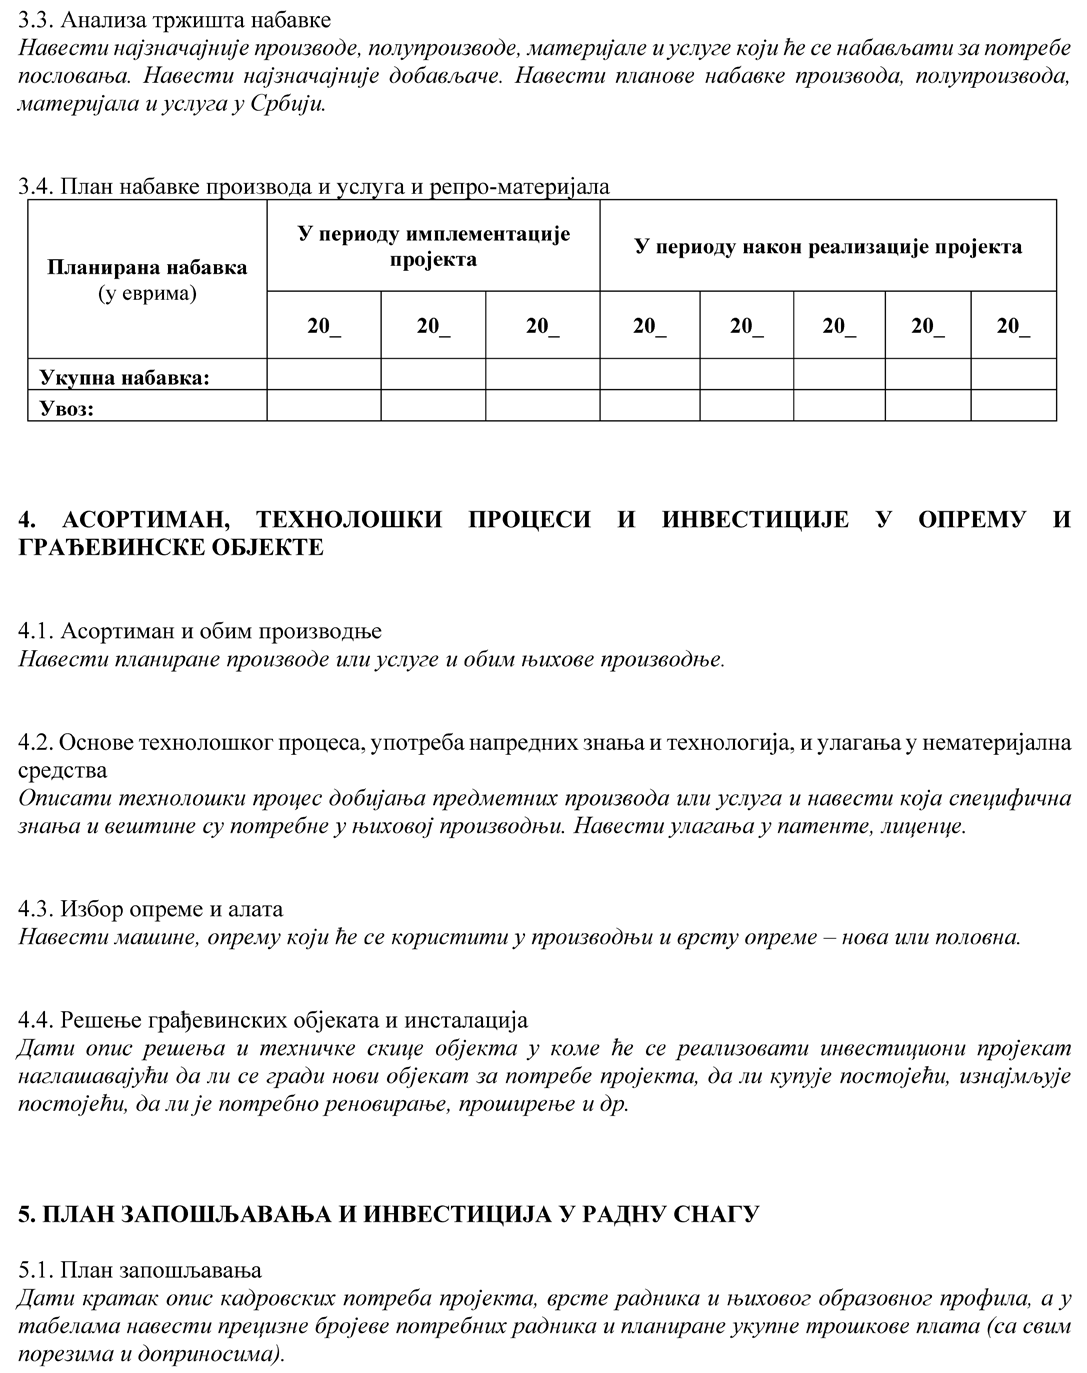 3.3. Анализа тржишта набавке
Навести најзначајније производе, полупроизводе, материјале и услуге који ће се набављати за потребе
пословања. Навести најзначајније добављаче. Навести планове набавке производа, полупроизвода,
материјала и услуга у Србији.
3.4. План набавке производа и услуга и репро-материјала
Планирана набавка
(у еврима)
У периоду имплементације
пројекта
У периоду након реализације пројекта
20_ 20_ 20_ 20_ 20_ 20_ 20_ 20_
Укупна набавка:
Увоз:
4. АСОРТИМАН, ТЕХНОЛОШКИ ПРОЦЕСИ И ИНВЕСТИЦИЈЕ У ОПРЕМУ И
ГРАЂЕВИНСКЕ ОБЈЕКТЕ
4.1. Асортиман и обим производње
Навести планиране производе или услуге и обим њихове производње.
4.2. Основе технолошког процеса, употреба напредних знања и технологија, и улагања у нематеријална
средства
Описати технолошки процес добијања предметних производа или услуга и навести која специфична
знања и вештине су потребне у њиховој производњи. Навести улагања у патенте, лиценце.
4.3. Избор опреме и алата
Навести машине, опрему који ће се користити у производњи и врсту опреме – нова или половна.
4.4. Решење грађевинских објеката и инсталација
Дати опис решења и техничке скице објекта у коме ће се реализовати инвестициони пројекат
наглашавајући да ли се гради нови објекат за потребе пројекта, да ли купује постојећи, изнајмљује
постојећи, да ли је потребно реновирање, проширење и др.
5. ПЛАН ЗАПОШЉАВАЊА И ИНВЕСТИЦИЈА У РАДНУ СНАГУ
5.1. План запошљавања
Дати кратак опис кадровских потреба пројекта, врсте радника и њиховог образовног профила, а у
табелама навести прецизне бројеве потребних радника и планиране укупне трошкове плата (са свим
порезима и доприносима).